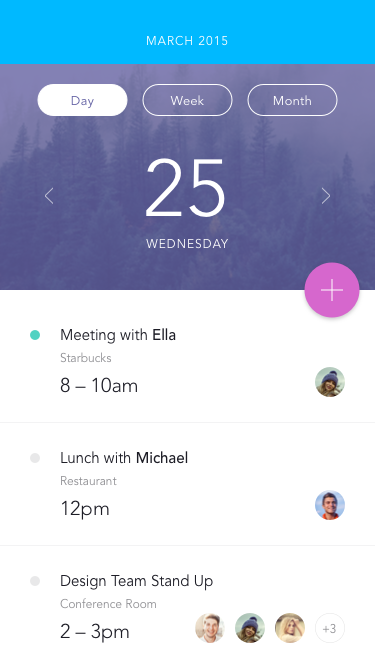 MARCH 2015
Day Week Month
25
WEDNESDAY
Meeting with Ella
Starbucks
8 – 10am
Lunch with Michael
Restaurant
12pm
Design Team Stand Up
Conference Room
2 – 3pm
+3